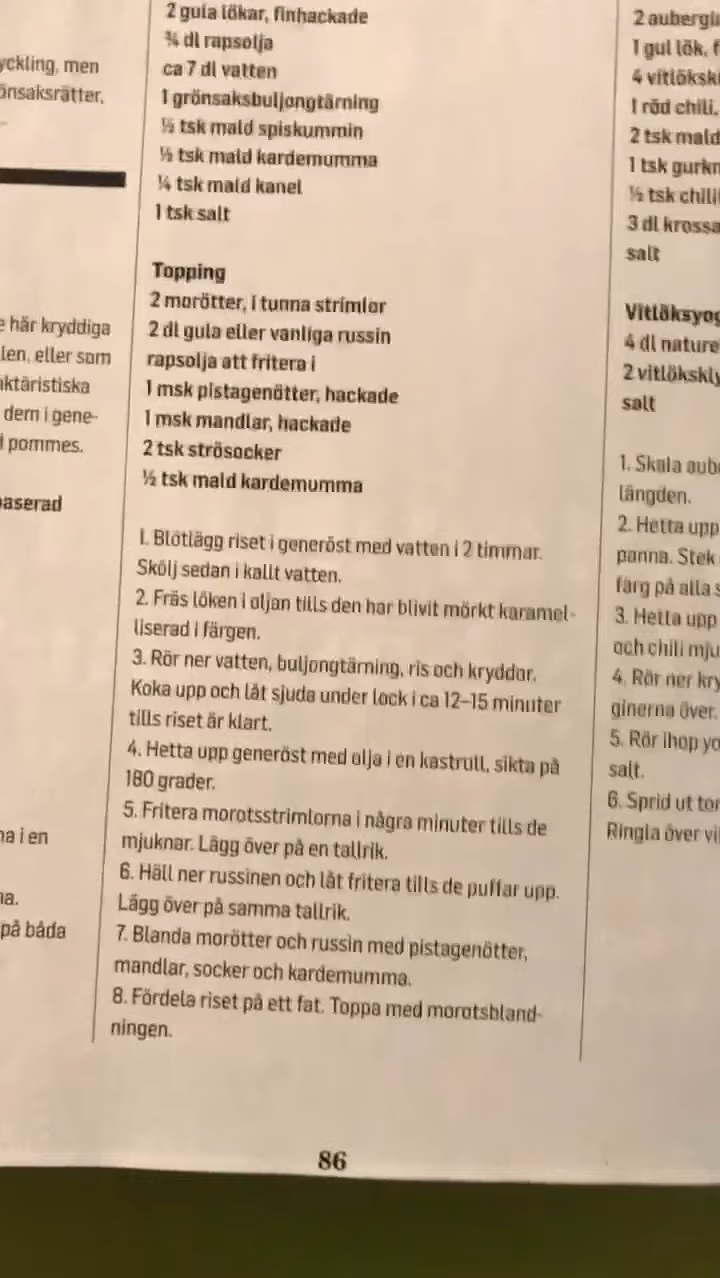 yckling, men
önsaksrätter,
e här kryddiga
len, eller som
aktäristiska
dem i gene-
pommes.
paserad
na i en
na.
på båda
2 gula lökar, finhackade
¾ dl rapsolja
ca 7 dl vatten
1 grönsaksbuljongtärning
½ tsk mald spiskummin
½ tsk mald kardemumma
¼ tsk mald kanel
1 tsk salt
Topping
2 morötter, i tunna strimlor
2 dl gula eller vanliga russin
rapsolja att fritera i
1 msk pistagenötter, hackade
1 msk mandlar, hackade
2 tsk strösocker
½ tsk mald kardemumma
1. Blötlägg riset i generöst med vatten i 2 timmar.
Skölj sedan i kallt vatten.
2. Fräs löken i oljan tills den har blivit mörkt karamel-
liserad i färgen.
3. Rör ner vatten, buljongtärning, ris och kryddor.
Koka upp och låt sjuda under lock i ca 12–15 minuter
tills riset är klart.
4. Hetta upp generöst med olja i en kastrull, sikta på
180 grader.
5. Fritera morotsstrimlorna i några minuter tills de
mjuknar. Lägg över på en tallrik.
6. Häll ner russinen och låt fritera tills de puffar upp.
Lägg över på samma tallrik.
7. Blanda morötter och russin med pistagenötter,
mandlar, socker och kardemumma.
8. Fördela riset på ett fat. Toppa med morotsbland-
ningen.
2 aubergi
1 gul lök, f
4 vitlöksk
1 röd chili,
2 tsk mald
1 tsk gurkm
½ tsk chili
3 dl krossa
salt
Vitlöksyog
4 dl nature
2 vitlökskly
salt
1. Skala aub
längden.
2. Hetta upp
panna. Stek
färg på alla s
3. Hetta upp
och chili mju
4. Rör ner kry
ginerna över.
5. Rör ihop yo
salt.
6. Sprid ut tor
Ringla över vi
86